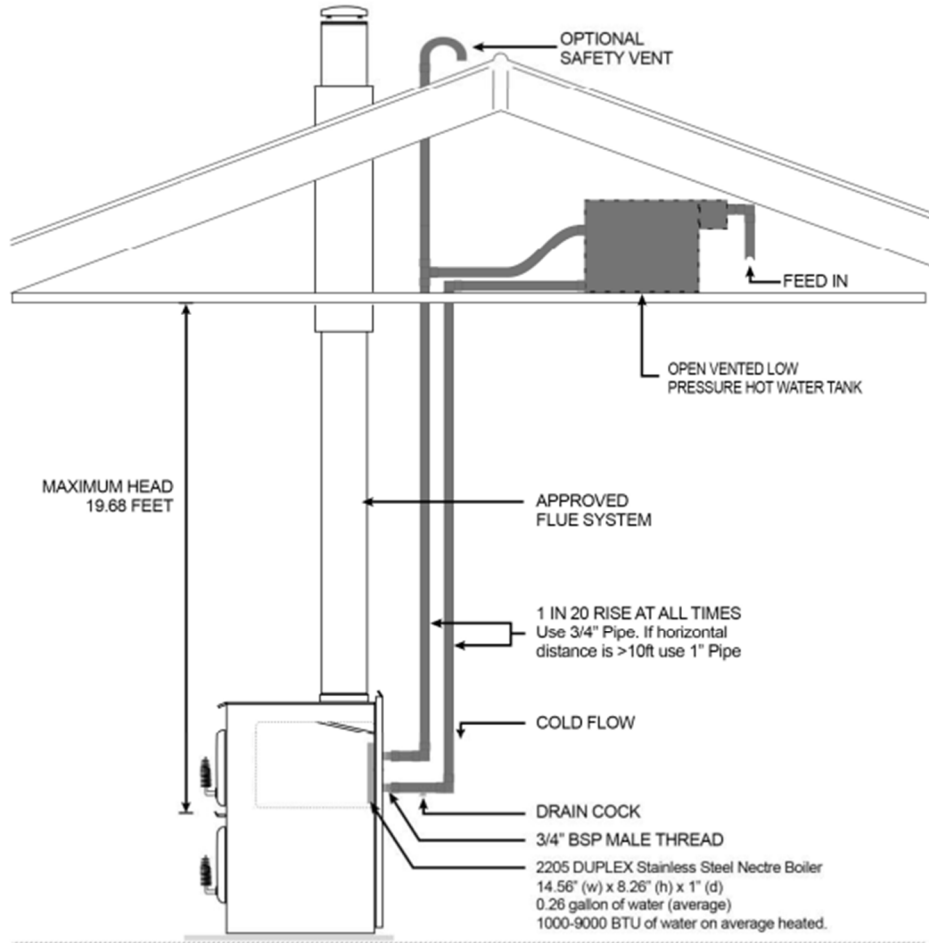 OPTIONAL
SAFETY VENT
FEED IN
OPEN VENTED LOW
PRESSURE HOT WATER TANK
MAXIMUM HEAD
19.68 FEET
APPROVED
FLUE SYSTEM
1 IN 20 RISE AT ALL TIMES
Use 3/4" Pipe. If horizontal
distance is >10ft use 1" Pipe
COLD FLOW
DRAIN COCK
3/4" BSP MALE THREAD
2205 DUPLEX Stainless Steel Nectre Boiler
14.56" (w) x 8.26" (h) x 1" (d)
0.26 gallon of water (average)
1000-9000 BTU of water on average heated.